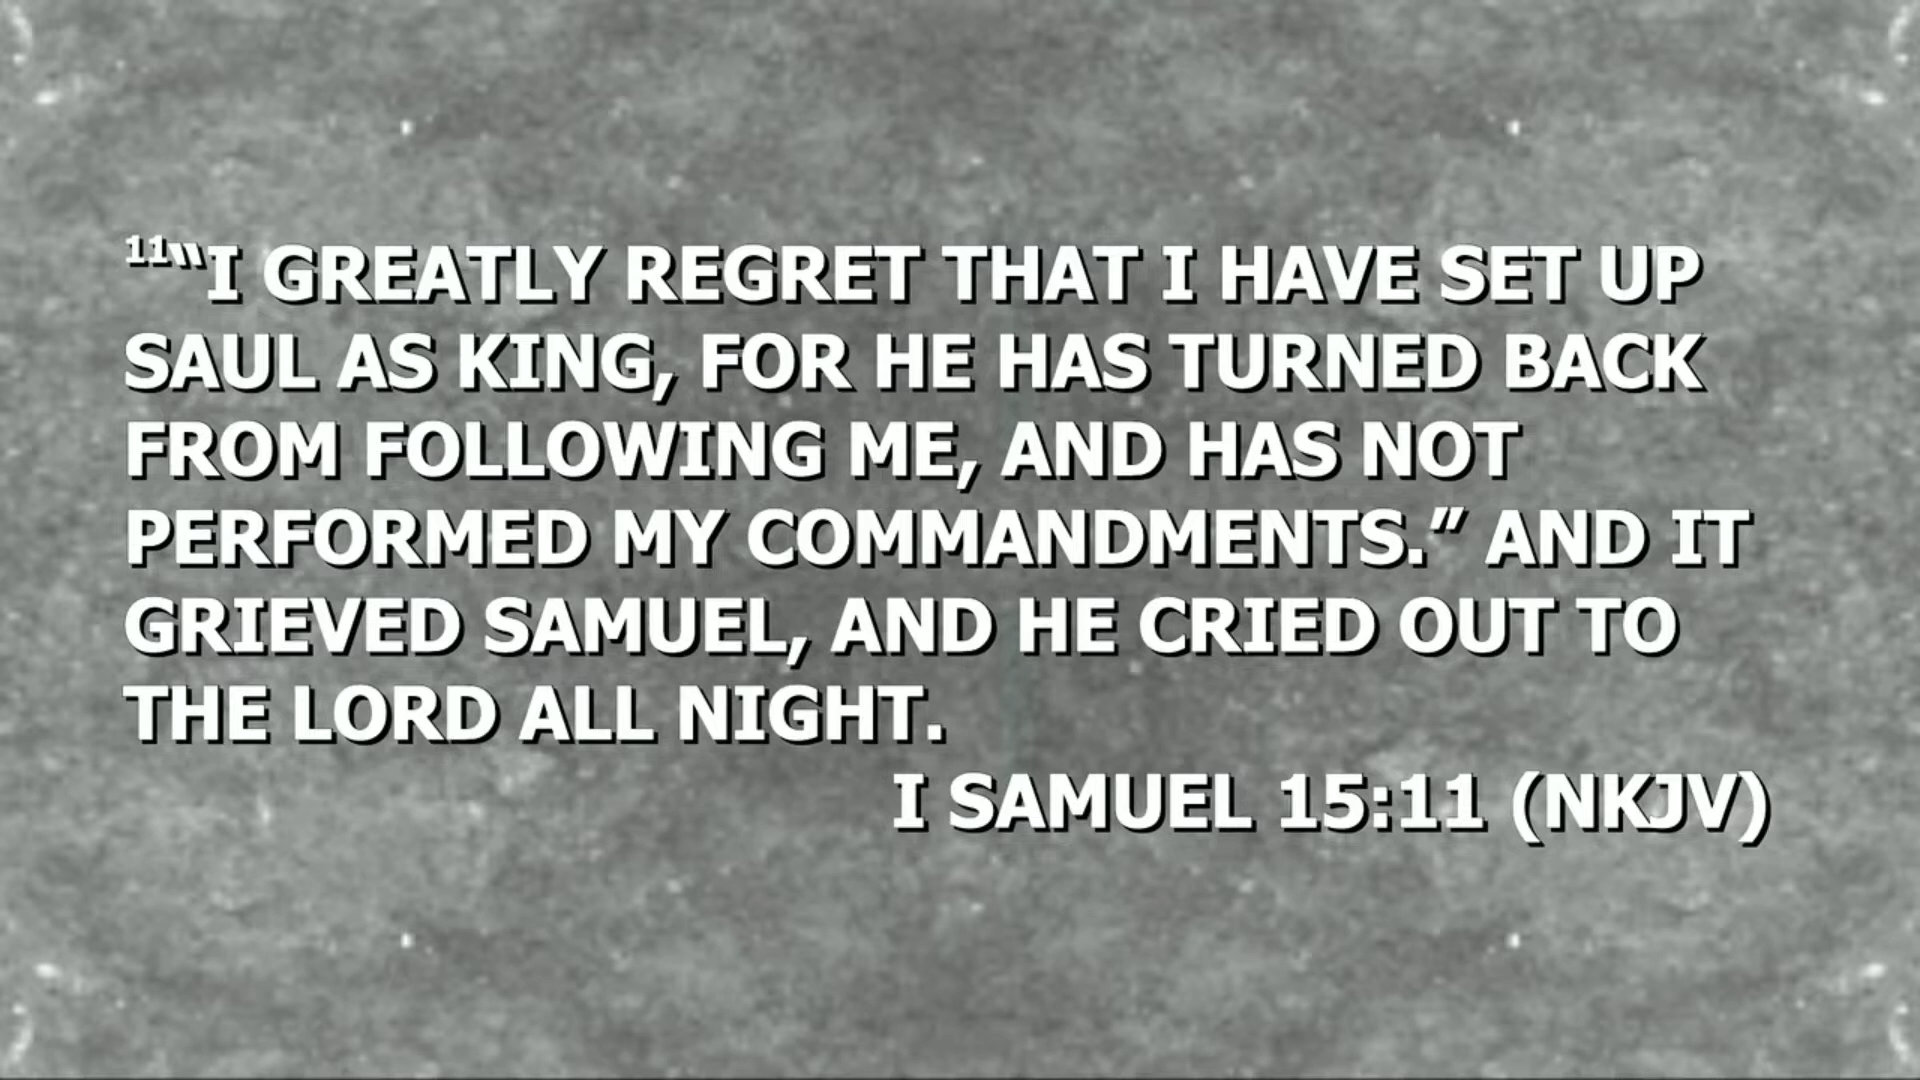 11“I GREATLY REGRET THAT I HAVE SET UP
SAUL AS KING, FOR HE HAS TURNED BACK
FROM FOLLOWING ME, AND HAS NOT
PERFORMED MY COMMANDMENTS.” AND IT
GRIEVED SAMUEL, AND HE CRIED OUT TO
THE LORD ALL NIGHT.
I SAMUEL 15:11 (NKJV)